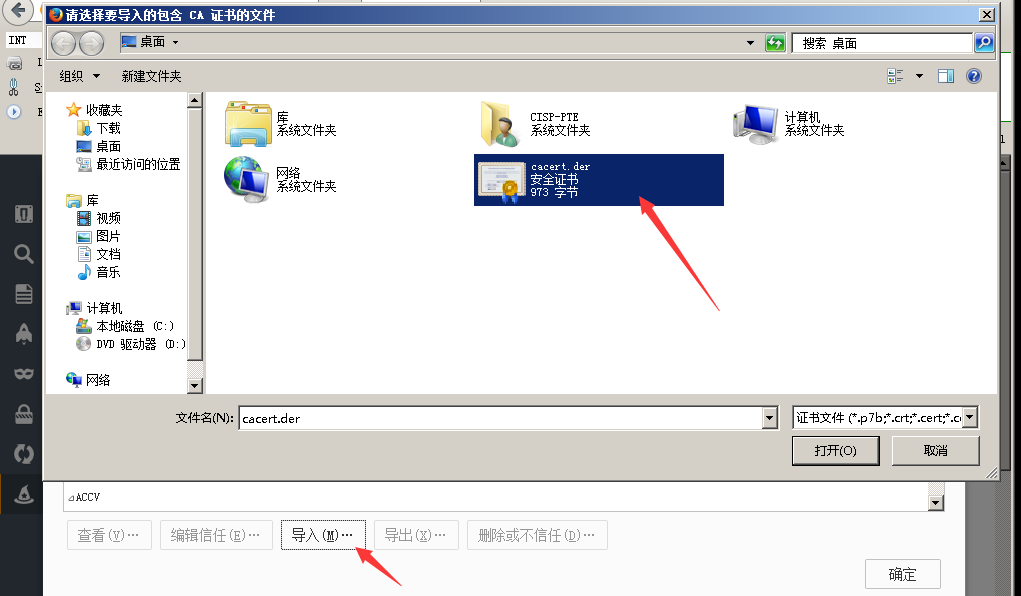 请选择要导入的包含 CA 证书的文件
INT
桌面
搜索 桌面
组织
新建文件夹
收藏夹
下载
桌面
最近访问的位置
库
视频
图片
文档
音乐
计算机
本地磁盘 (C:)
DVD 驱动器 (D:)
网络
库
系统文件夹
CISP-PTE
系统文件夹
计算机
系统文件夹
网络
系统文件夹
cacert.der
安全证书
973 字节
文件名(N):
cacert.der
证书文件 (*.p7b;*.crt;*.cert;*.c
打开(O)
取消
ACCV
查看(V)…
编辑信任(E)…
导入(M)…
导出(X)…
删除或不信任(D)…
确定